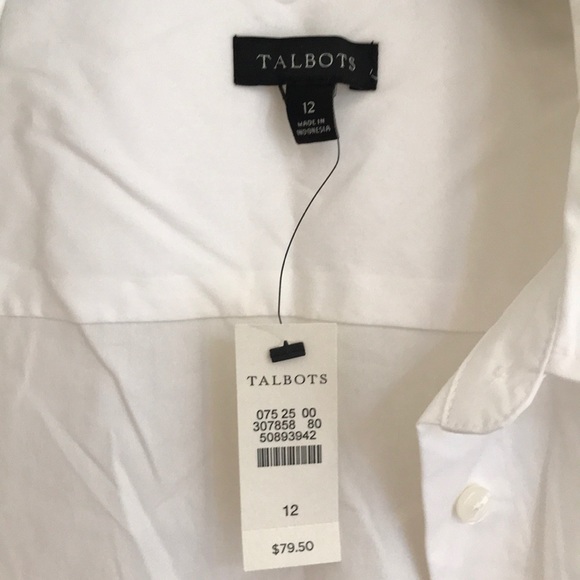 TALBOTS
12
MADE IN
INDONESIA
TALBOTS
075 25 00
307858 80
50893942
12
$79.50